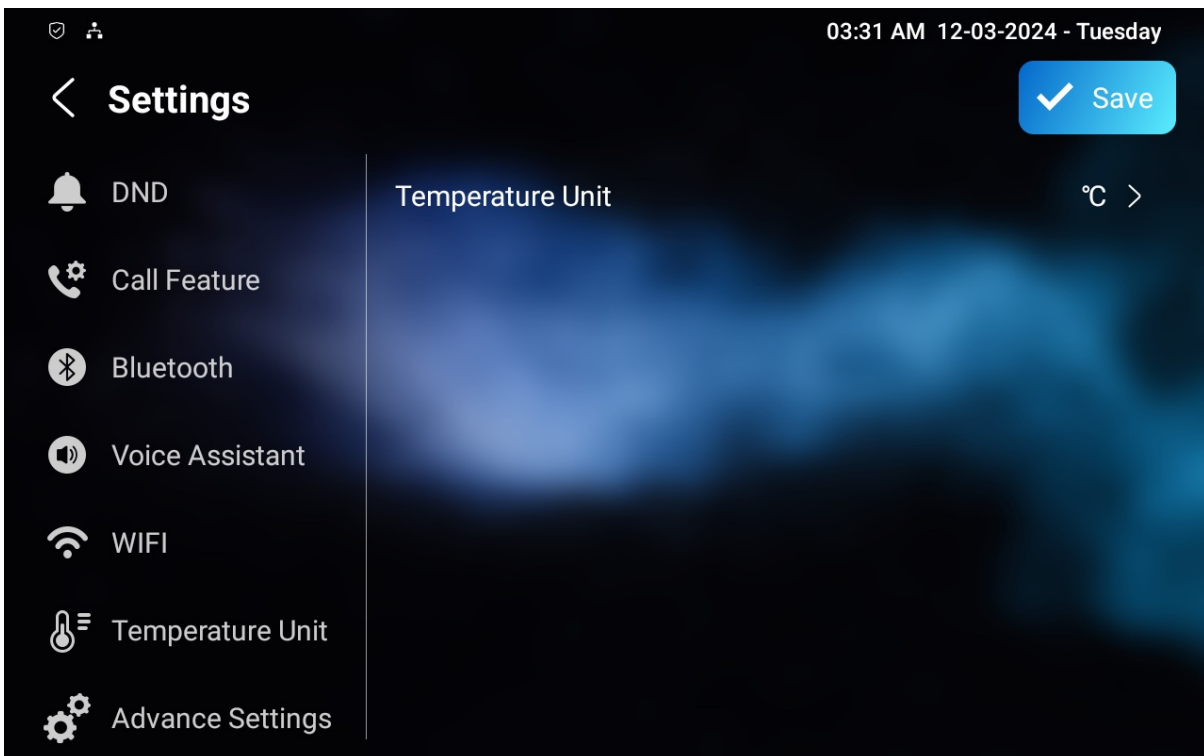 03:31 AM 12-03-2024 - Tuesday
Settings
Save
DND
Temperature Unit
℃
Call Feature
Bluetooth
Voice Assistant
WIFI
Temperature Unit
Advance Settings